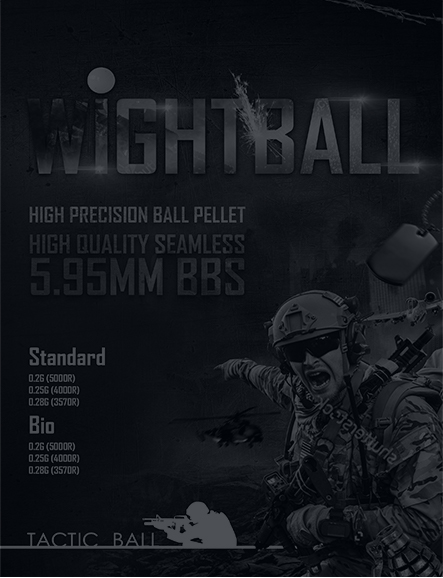 WiGHTBALL
HIGH PRECISION BALL PELLET
HIGH QUALITY SEAMLESS
5.95MM BBS
Standard
0.2G (5000R)
0.25G (4000R)
0.28G (3570R)
Bio
0.2G (5000R)
0.25G (4000R)
0.28G (3570R)
shutterstock
TACTIC BALL